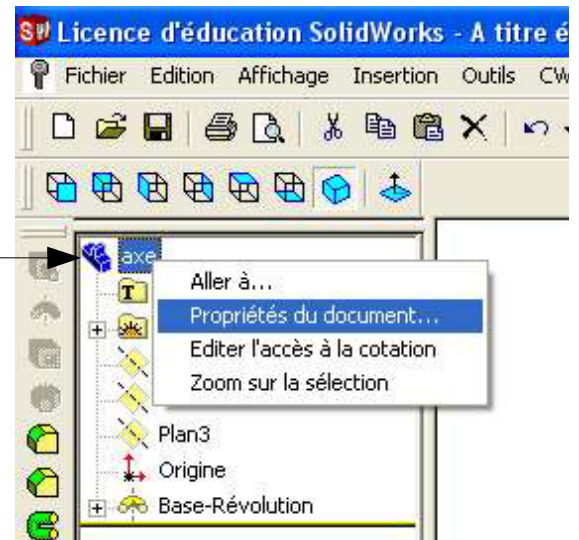 SW Licence d'éducation SolidWorks - A titre é
Fichier Edition Affichage Insertion Outils CW
axe
Aller à...
T
Propriétés du document...
Editer l'accès à la cotation
Zoom sur la sélection
Plan3
Origine
Base-Révolution